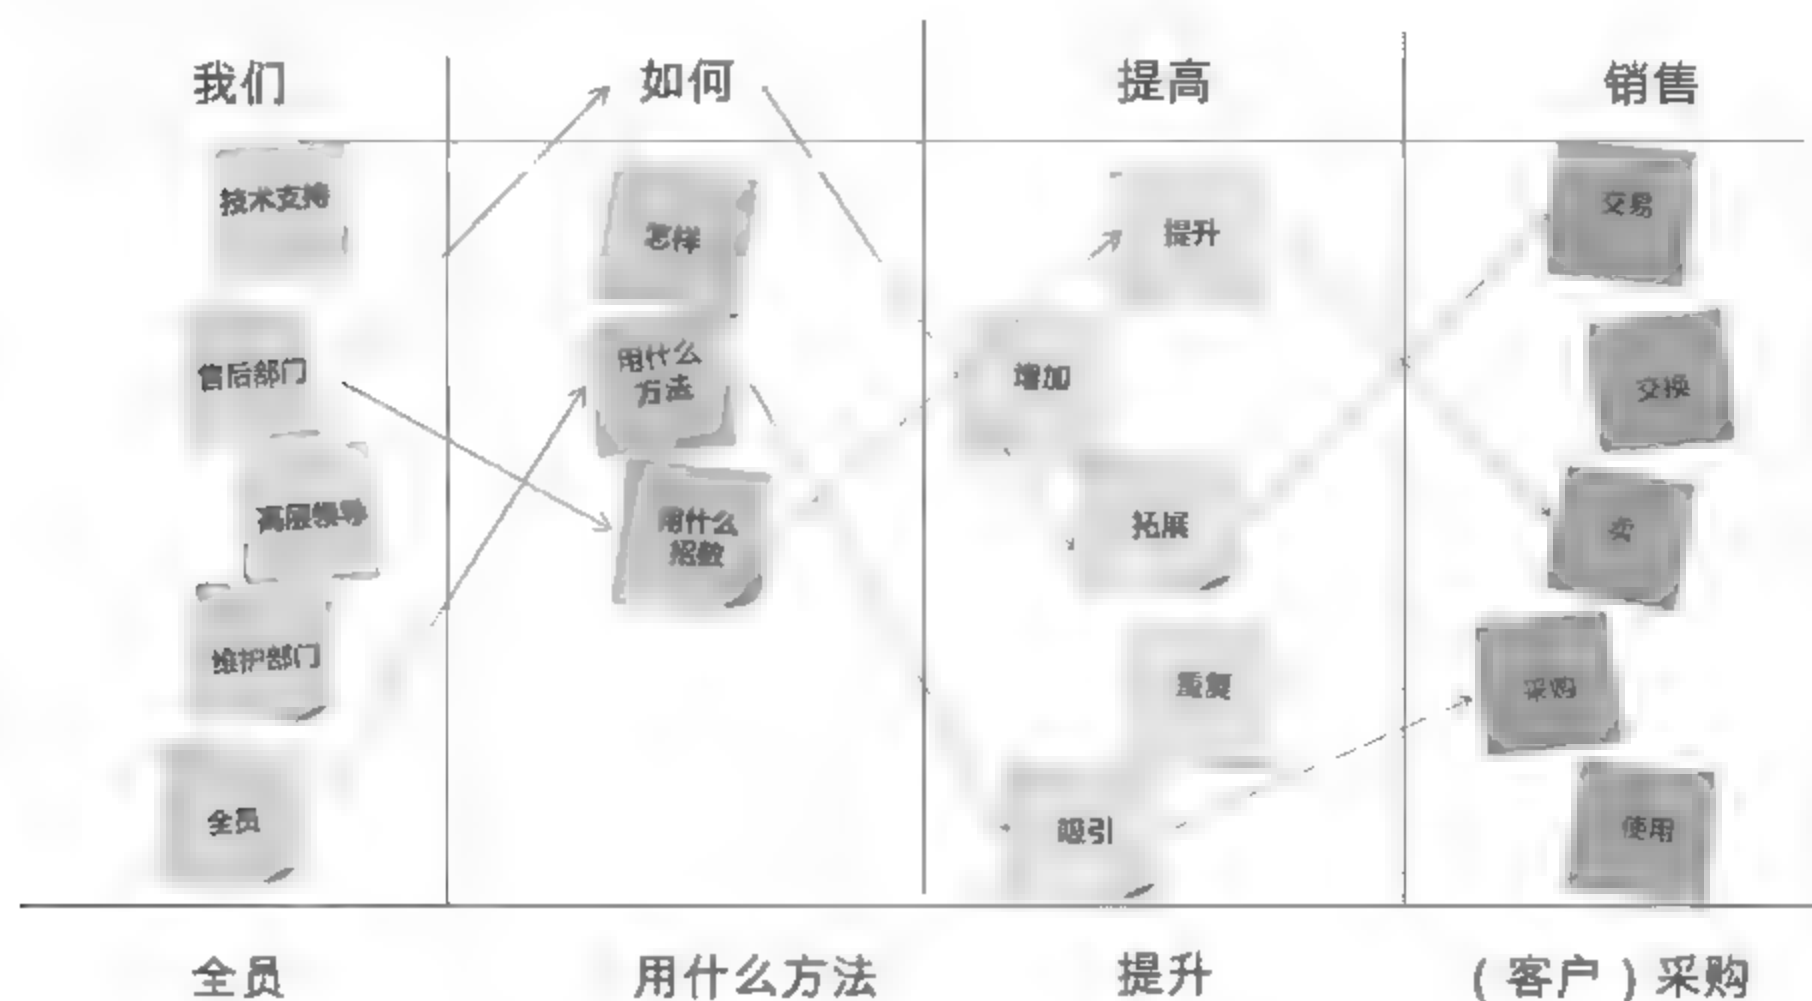 我们
如何
提高
销售
技术支持
售后部门
高层领导
维护部门
全员
怎样
用什么
方法
用什么
招数
提升
增加
拓展
重复
吸引
交易
交换
卖
采购
使用
全员
用什么方法
提升
(客户)采购